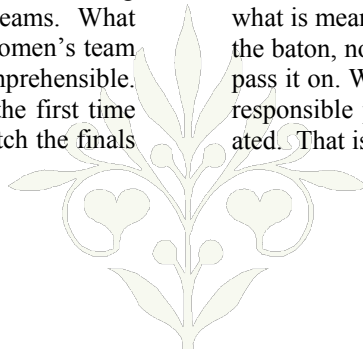 eams. What
omen’s team
nprehensible.
the first time
tch the finals
what is mean
the baton, no
pass it on. W
responsible
ated. That is